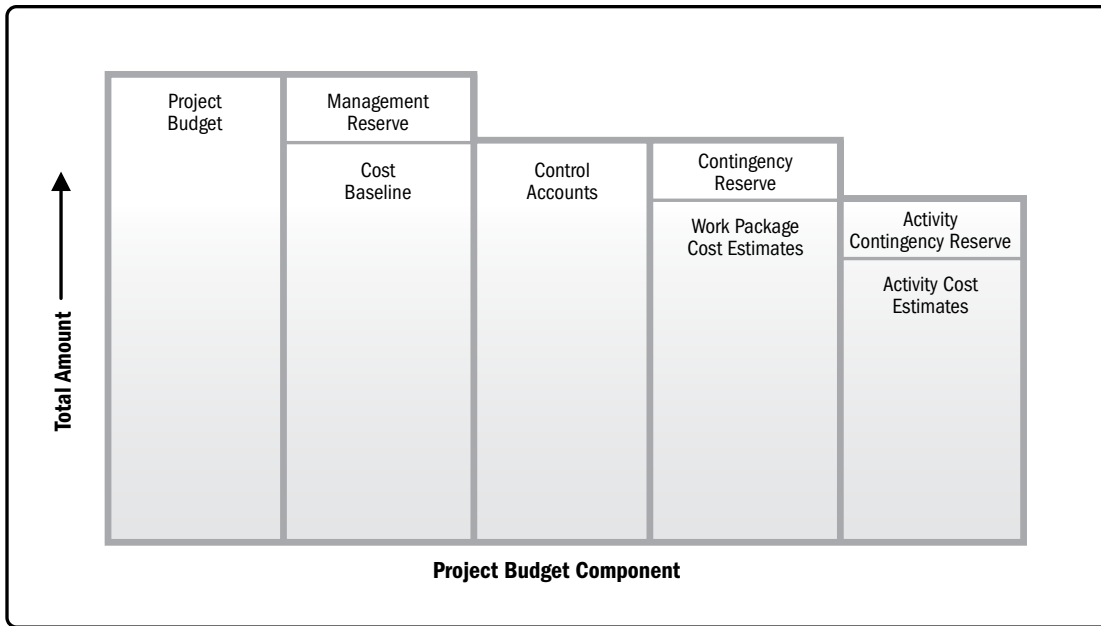 Project
Budget
Management
Reserve
Cost
Baseline
Control
Accounts
Contingency
Reserve
Work Package
Cost Estimates
Activity
Contingency Reserve
Activity Cost
Estimates
Total Amount
Project Budget Component